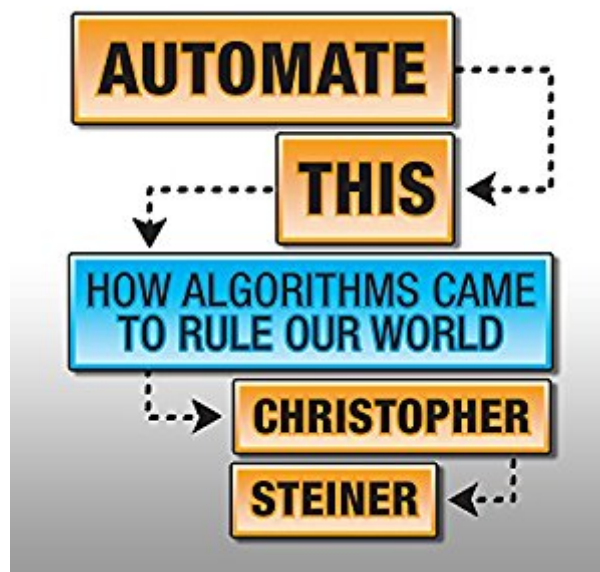 AUTOMATE
THIS
HOW ALGORITHMS CAME
TO RULE OUR WORLD
CHRISTOPHER
STEINER